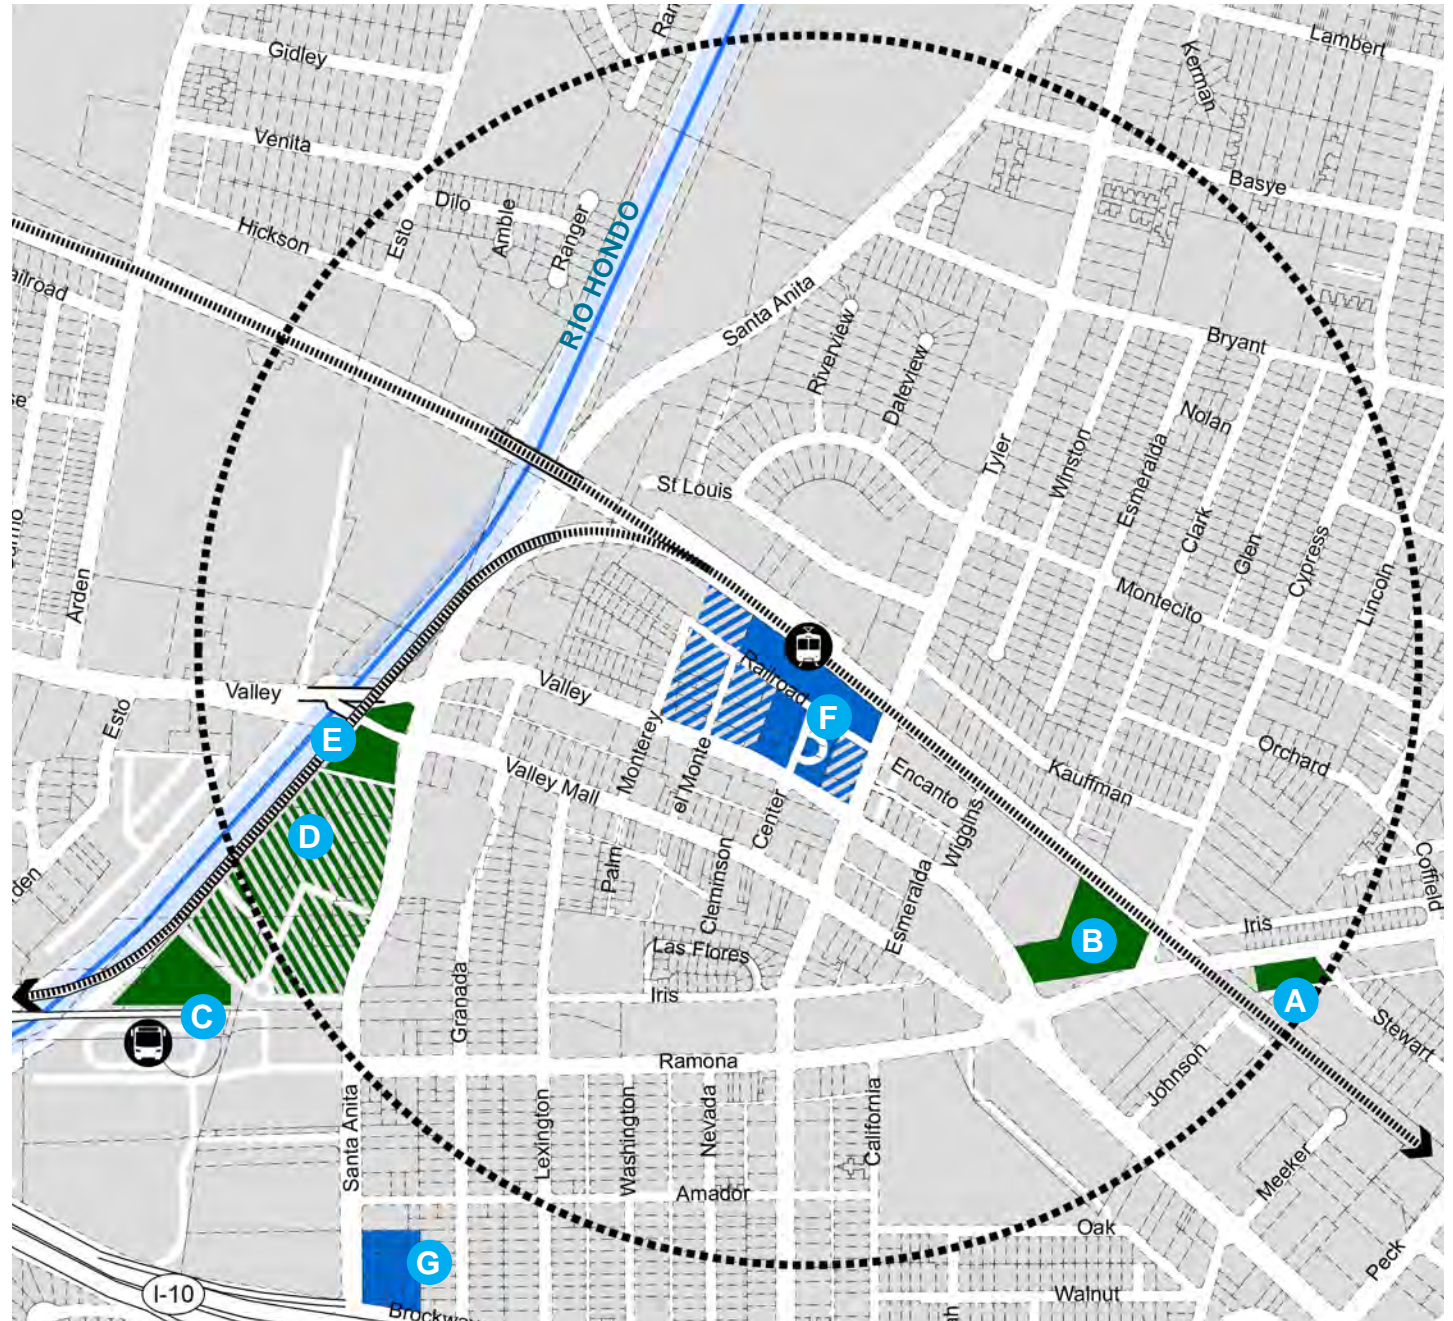 Gidley
Lambert
Kerman
Venita
Basye
Dilo
Amble
Ranger
Esto
Hickson
RIO HONDO
Santa Anita
Riverview
Daleview
Bryant
Nolan
Tyler
Winston
Esmeralda
Clark
Glen
Cypress
Lincoln
St Louis
Arden
Montecito
Railroad
F
Valley
Valley
Esto
E
Monterey
el Monte
Center
Valley Mall
Encanto
Wiggins
Kauffman
Orchard
D
Palm
Cleminson
Esmeralda
Coffield
Las Flores
B
Iris
Iris
A
C
Granada
Stewart
Ramona
Johnson
Santa Anita
Lexington
Washington
Nevada
California
Meeker
Amador
Oak
G
Peck
I-10
Walnut